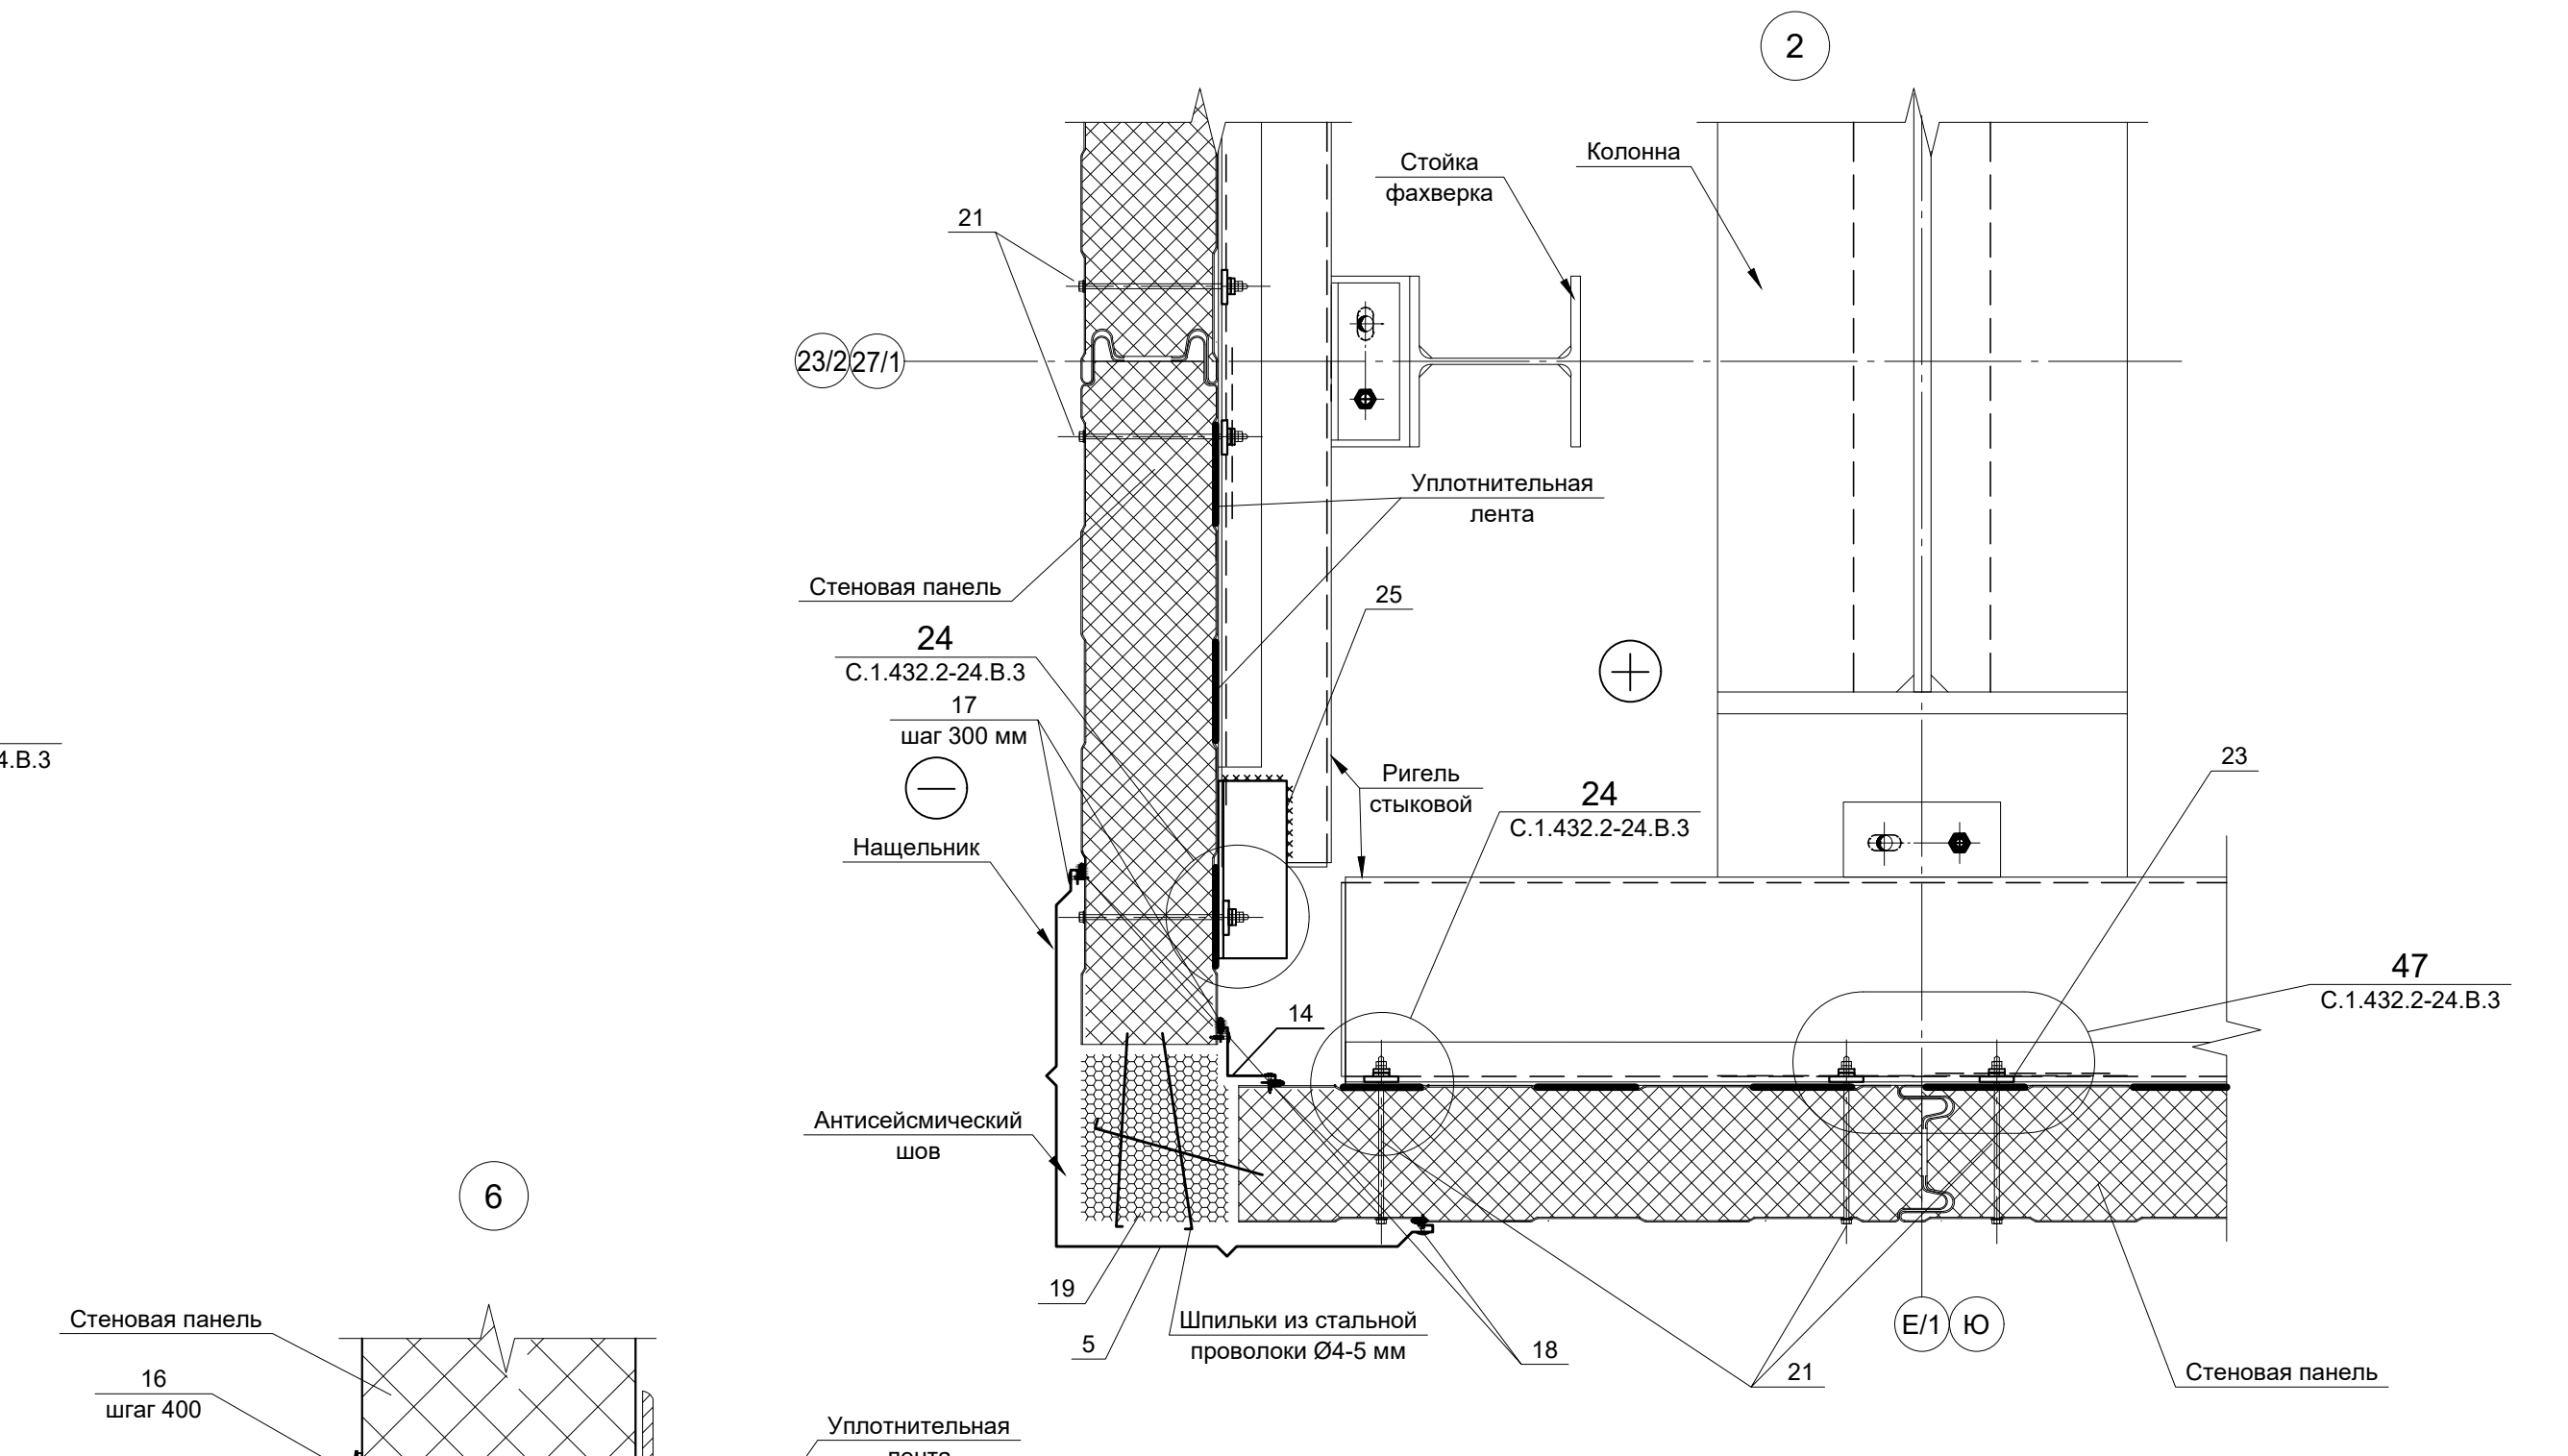 2
Колонна
Стойка
фахверка
21
23/2
27/1
Уплотнительная
лента
Стеновая панель
25
24
С.1.432.2-24.В.3
17
шаг 300 мм
4.В.3
Ригель
стыковой
23
24
С.1.432.2-24.В.3
Нащельник
47
С.1.432.2-24.В.3
14
Антисейсмический
шов
6
19
5
Шпильки из стальной
проволоки Ø4-5 мм
18
21
Е/1
Ю
Стеновая панель
Стеновая панель
16
шгаг 400
Уплотнительная
лента